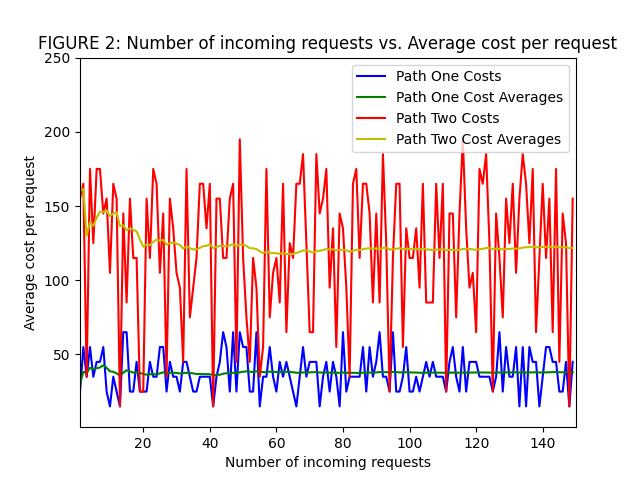 FIGURE 2: Number of incoming requests vs. Average cost per request
250
200
150
100
50
Average cost per request
Path One Costs
Path One Cost Averages
Path Two Costs
Path Two Cost Averages
20 40 60 80 100 120 140
Number of incoming requests